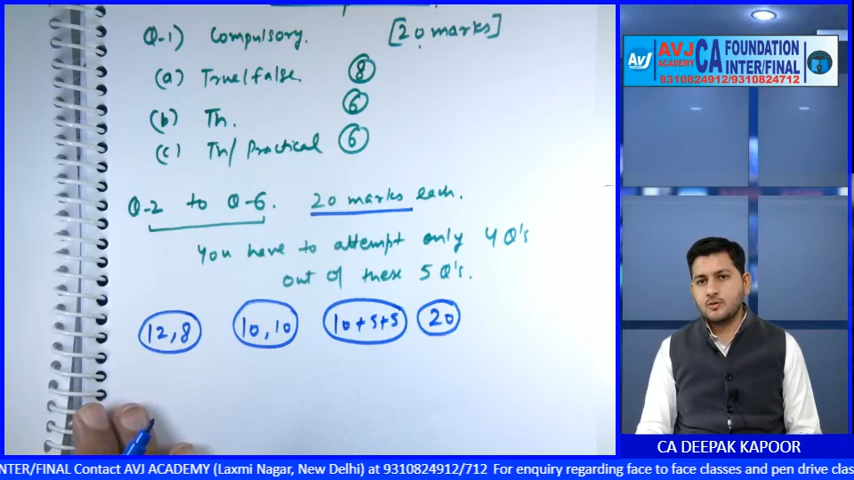 Q-1) Compulsory. [20 marks]
(a) True/false. 8
(b) Th. 6
(c) Th/Practical 6
Q-2 to Q-6. 20 marks each.
You have to attempt only 4 Q's
out of these 5 Q's.
12,8 10,10 10+5+5 20
AVJ
AVJ
ACADEMY
CA
FOUNDATION
INTER/FINAL
9310824912/9310824712
CA DEEPAK KAPOOR
INTER/FINAL Contact AVJ ACADEMY (Laxmi Nagar, New Delhi) at 9310824912/712 For enquiry regarding face to face classes and pen drive clas